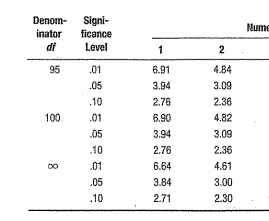 Denom- Signi- Nume
inator ficance
df Level 1 2
95 .01 6.91 4.84
.05 3.94 3.09
.10 2.76 2.36
100 .01 6.90 4.82
.05 3.94 3.09
.10 2.76 2.36
∞ .01 6.64 4.61
.05 3.84 3.00
.10 2.71 2.30